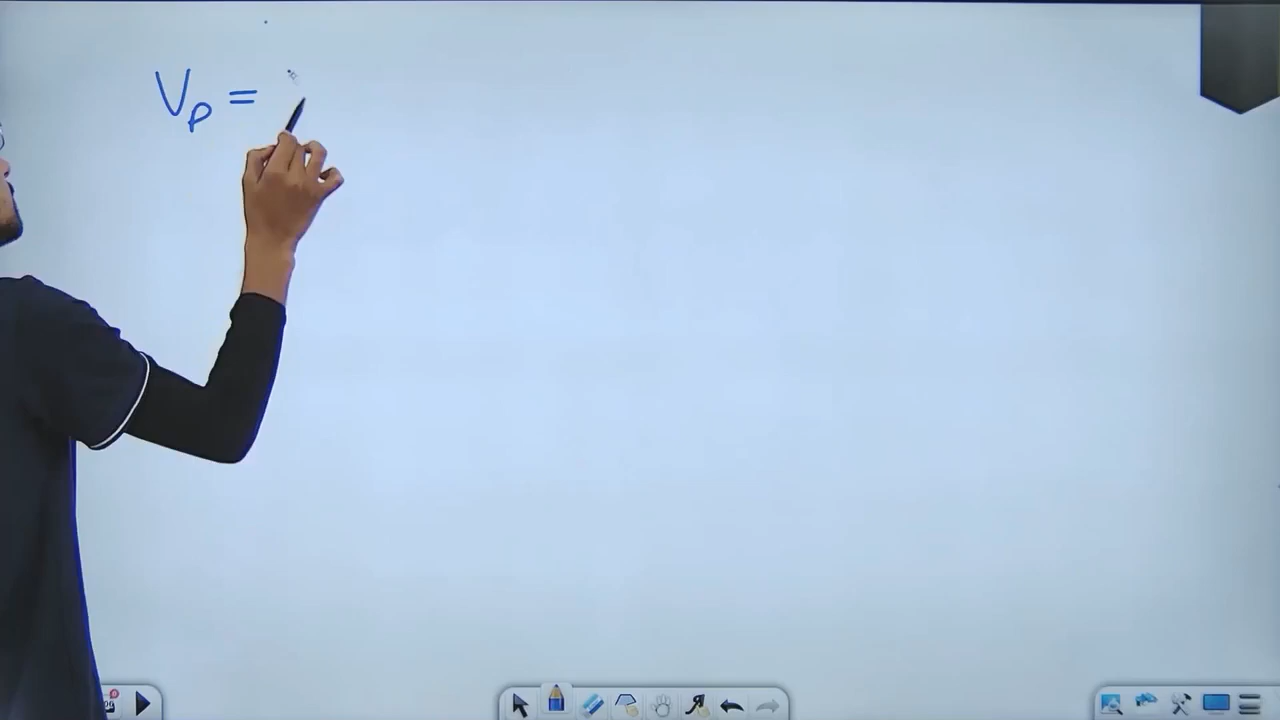 Vₚ =